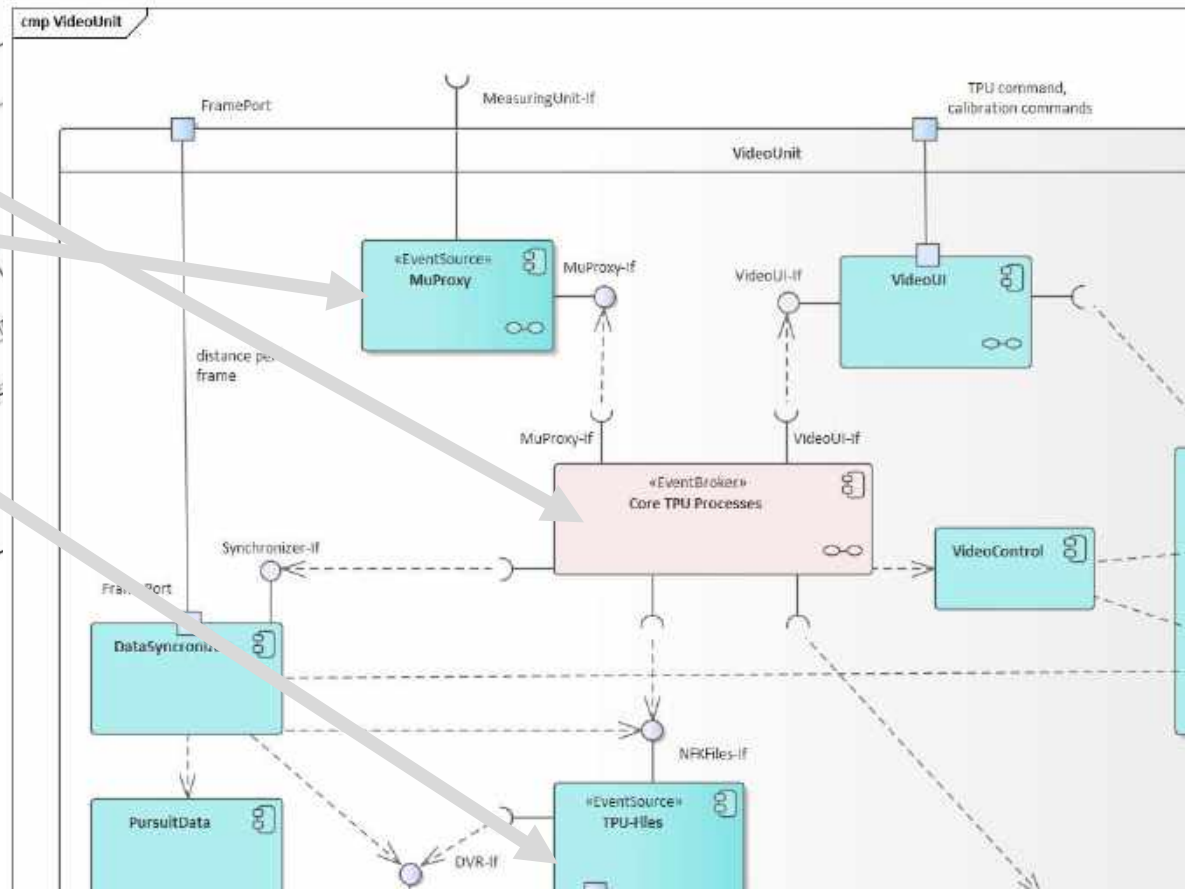 cmp VideoUnit
FramePort
MeasuringUnit-If
TPU command,
calibration commands
VideoUnit
«EventSource»
MuProxy
MuProxy-If
VideoUI-If
VideoUI
distance per
frame
MuProxy-If
VideoUI-If
«EventBroker»
Core TPU Processes
Synchronizer-If
VideoControl
FramePort
NFKFiles-If
«EventSource»
TPU-Files
PursuitData
DVR-If